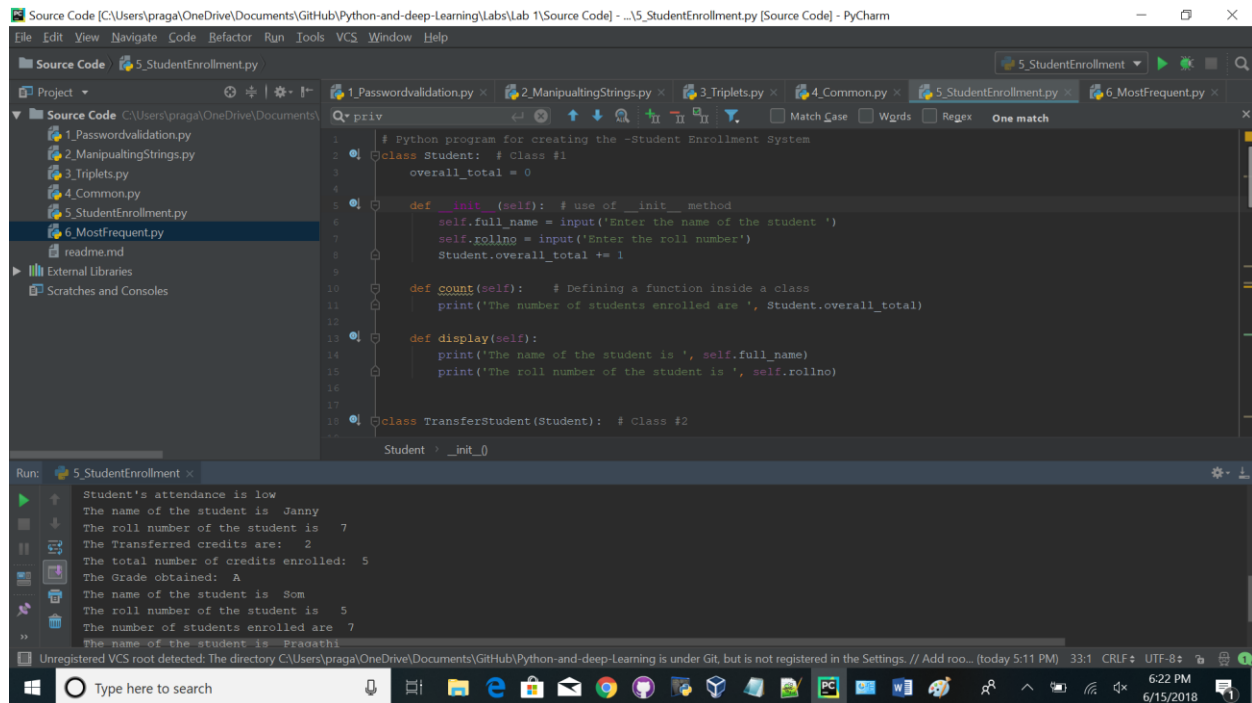 Source Code [C:\Users\praga\OneDrive\Documents\GitHub\Python-and-deep-Learning\Labs\Lab 1\Source Code] - ...\5_StudentEnrollment.py [Source Code] - PyCharm
File Edit View Navigate Code Refactor Run Tools VCS Window Help
Source Code 5_StudentEnrollment.py 5_StudentEnrollment
Project 1_Passwordvalidation.py 2_ManipualtingStrings.py 3_Triplets.py 4_Common.py 5_StudentEnrollment.py 6_MostFrequent.py
Source Code C:\Users\praga\OneDrive\Documents\
1_Passwordvalidation.py
2_ManipualtingStrings.py
3_Triplets.py
4_Common.py
5_StudentEnrollment.py
6_MostFrequent.py
readme.md
External Libraries
Scratches and Consoles
priv Match Case Words Regex One match
1 # Python program for creating the -Student Enrollment System
2 class Student: # Class #1
3 overall_total = 0
4
5 def __init__(self): # use of __init__ method
6 self.full_name = input('Enter the name of the student ')
7 self.rollno = input('Enter the roll number')
8 Student.overall_total += 1
9
10 def count(self): # Defining a function inside a class
11 print('The number of students enrolled are ', Student.overall_total)
12
13 def display(self):
14 print('The name of the student is ', self.full_name)
15 print('The roll number of the student is ', self.rollno)
16
17
18 class TransferStudent(Student): # Class #2
Student __init__()
Run: 5_StudentEnrollment
Student's attendance is low
The name of the student is Janny
The roll number of the student is 7
The Transferred credits are: 2
The total number of credits enrolled: 5
The Grade obtained: A
The name of the student is Som
The roll number of the student is 5
The number of students enrolled are 7
The name of the student is Pragathi
Unregistered VCS root detected: The directory C:\Users\praga\OneDrive\Documents\GitHub\Python-and-deep-Learning is under Git, but is not registered in the Settings. // Add roo... (today 5:11 PM) 33:1 CRLF UTF-8
Type here to search
6:22 PM
6/15/2018